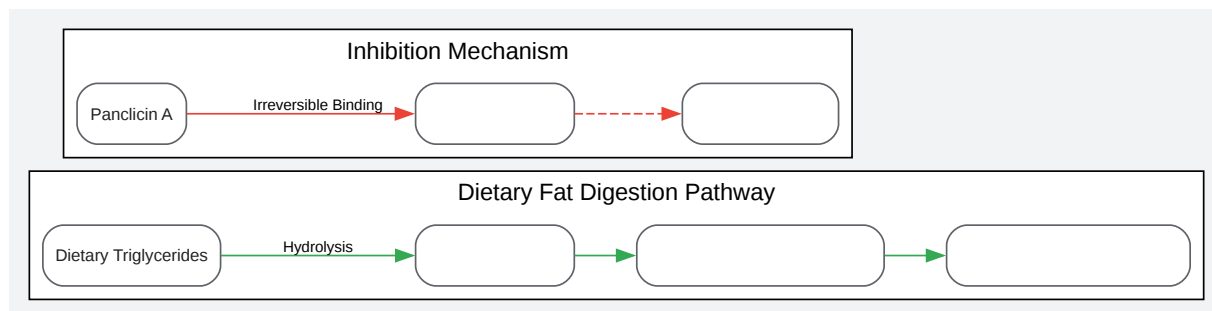 Inhibition Mechanism
Panclicin A
Irreversible Binding
Dietary Fat Digestion Pathway
Dietary Triglycerides
Hydrolysis